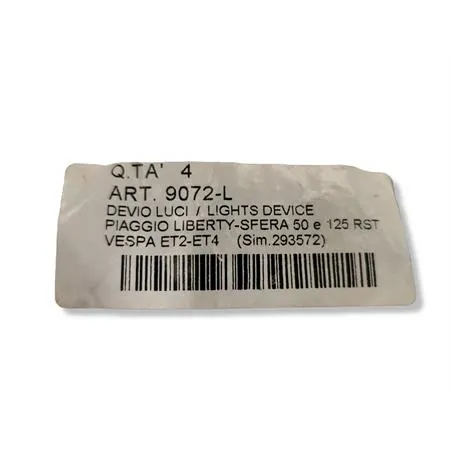 Q.TA' 4
ART. 9072-L
DEVIO LUCI / LIGHTS DEVICE
PIAGGIO LIBERTY-SFERA 50 e 125 RST
VESPA ET2-ET4 (Sim.293572)